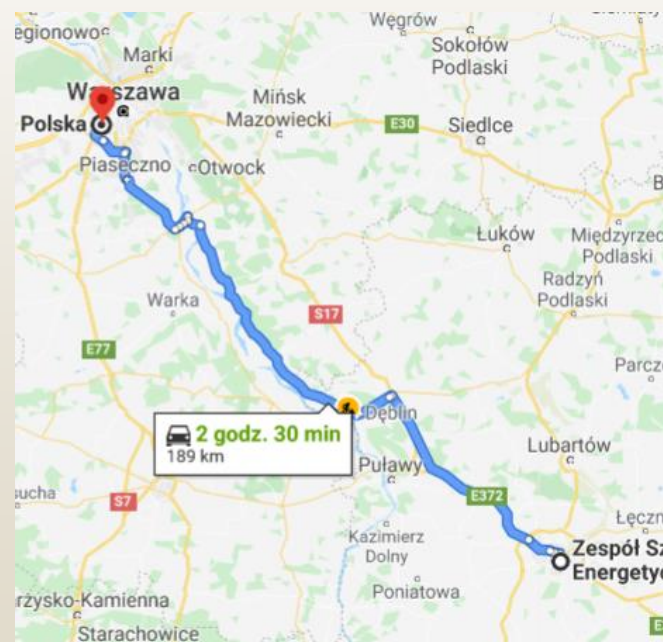 Węgrów
egionowo
Sokołów
Podlaski
Marki
Warszawa
Mińsk
Mazowiecki
Polska
E30
Siedlce
Piaseczno
Otwock
Łuków
Międzyrzec
Podlaski
Radzyń
Podlaski
Warka
S17
E77
Parcze
Dęblin
2 godz. 30 min
189 km
Lubartów
Puławy
sucha
S7
E372
Łęczn
Kazimierz
Dolny
Zespół Sz
Energetyc
Poniatowa
rżysko-Kamienna
Starachowice